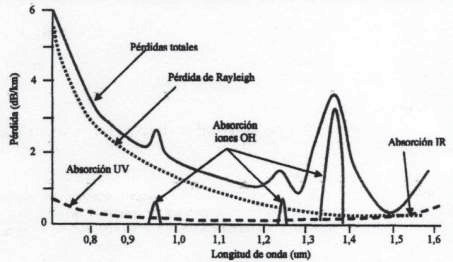 6
Pérdidas totales
Pérdida de Rayleigh
4
Pérdida (dB/km)
Absorción
iones OH
2
Absorción IR
Absorción UV
0
0,8 0,9 1,0 1,1 1,2 1,3 1,4 1,5 1,6
Longitud de onda (um)